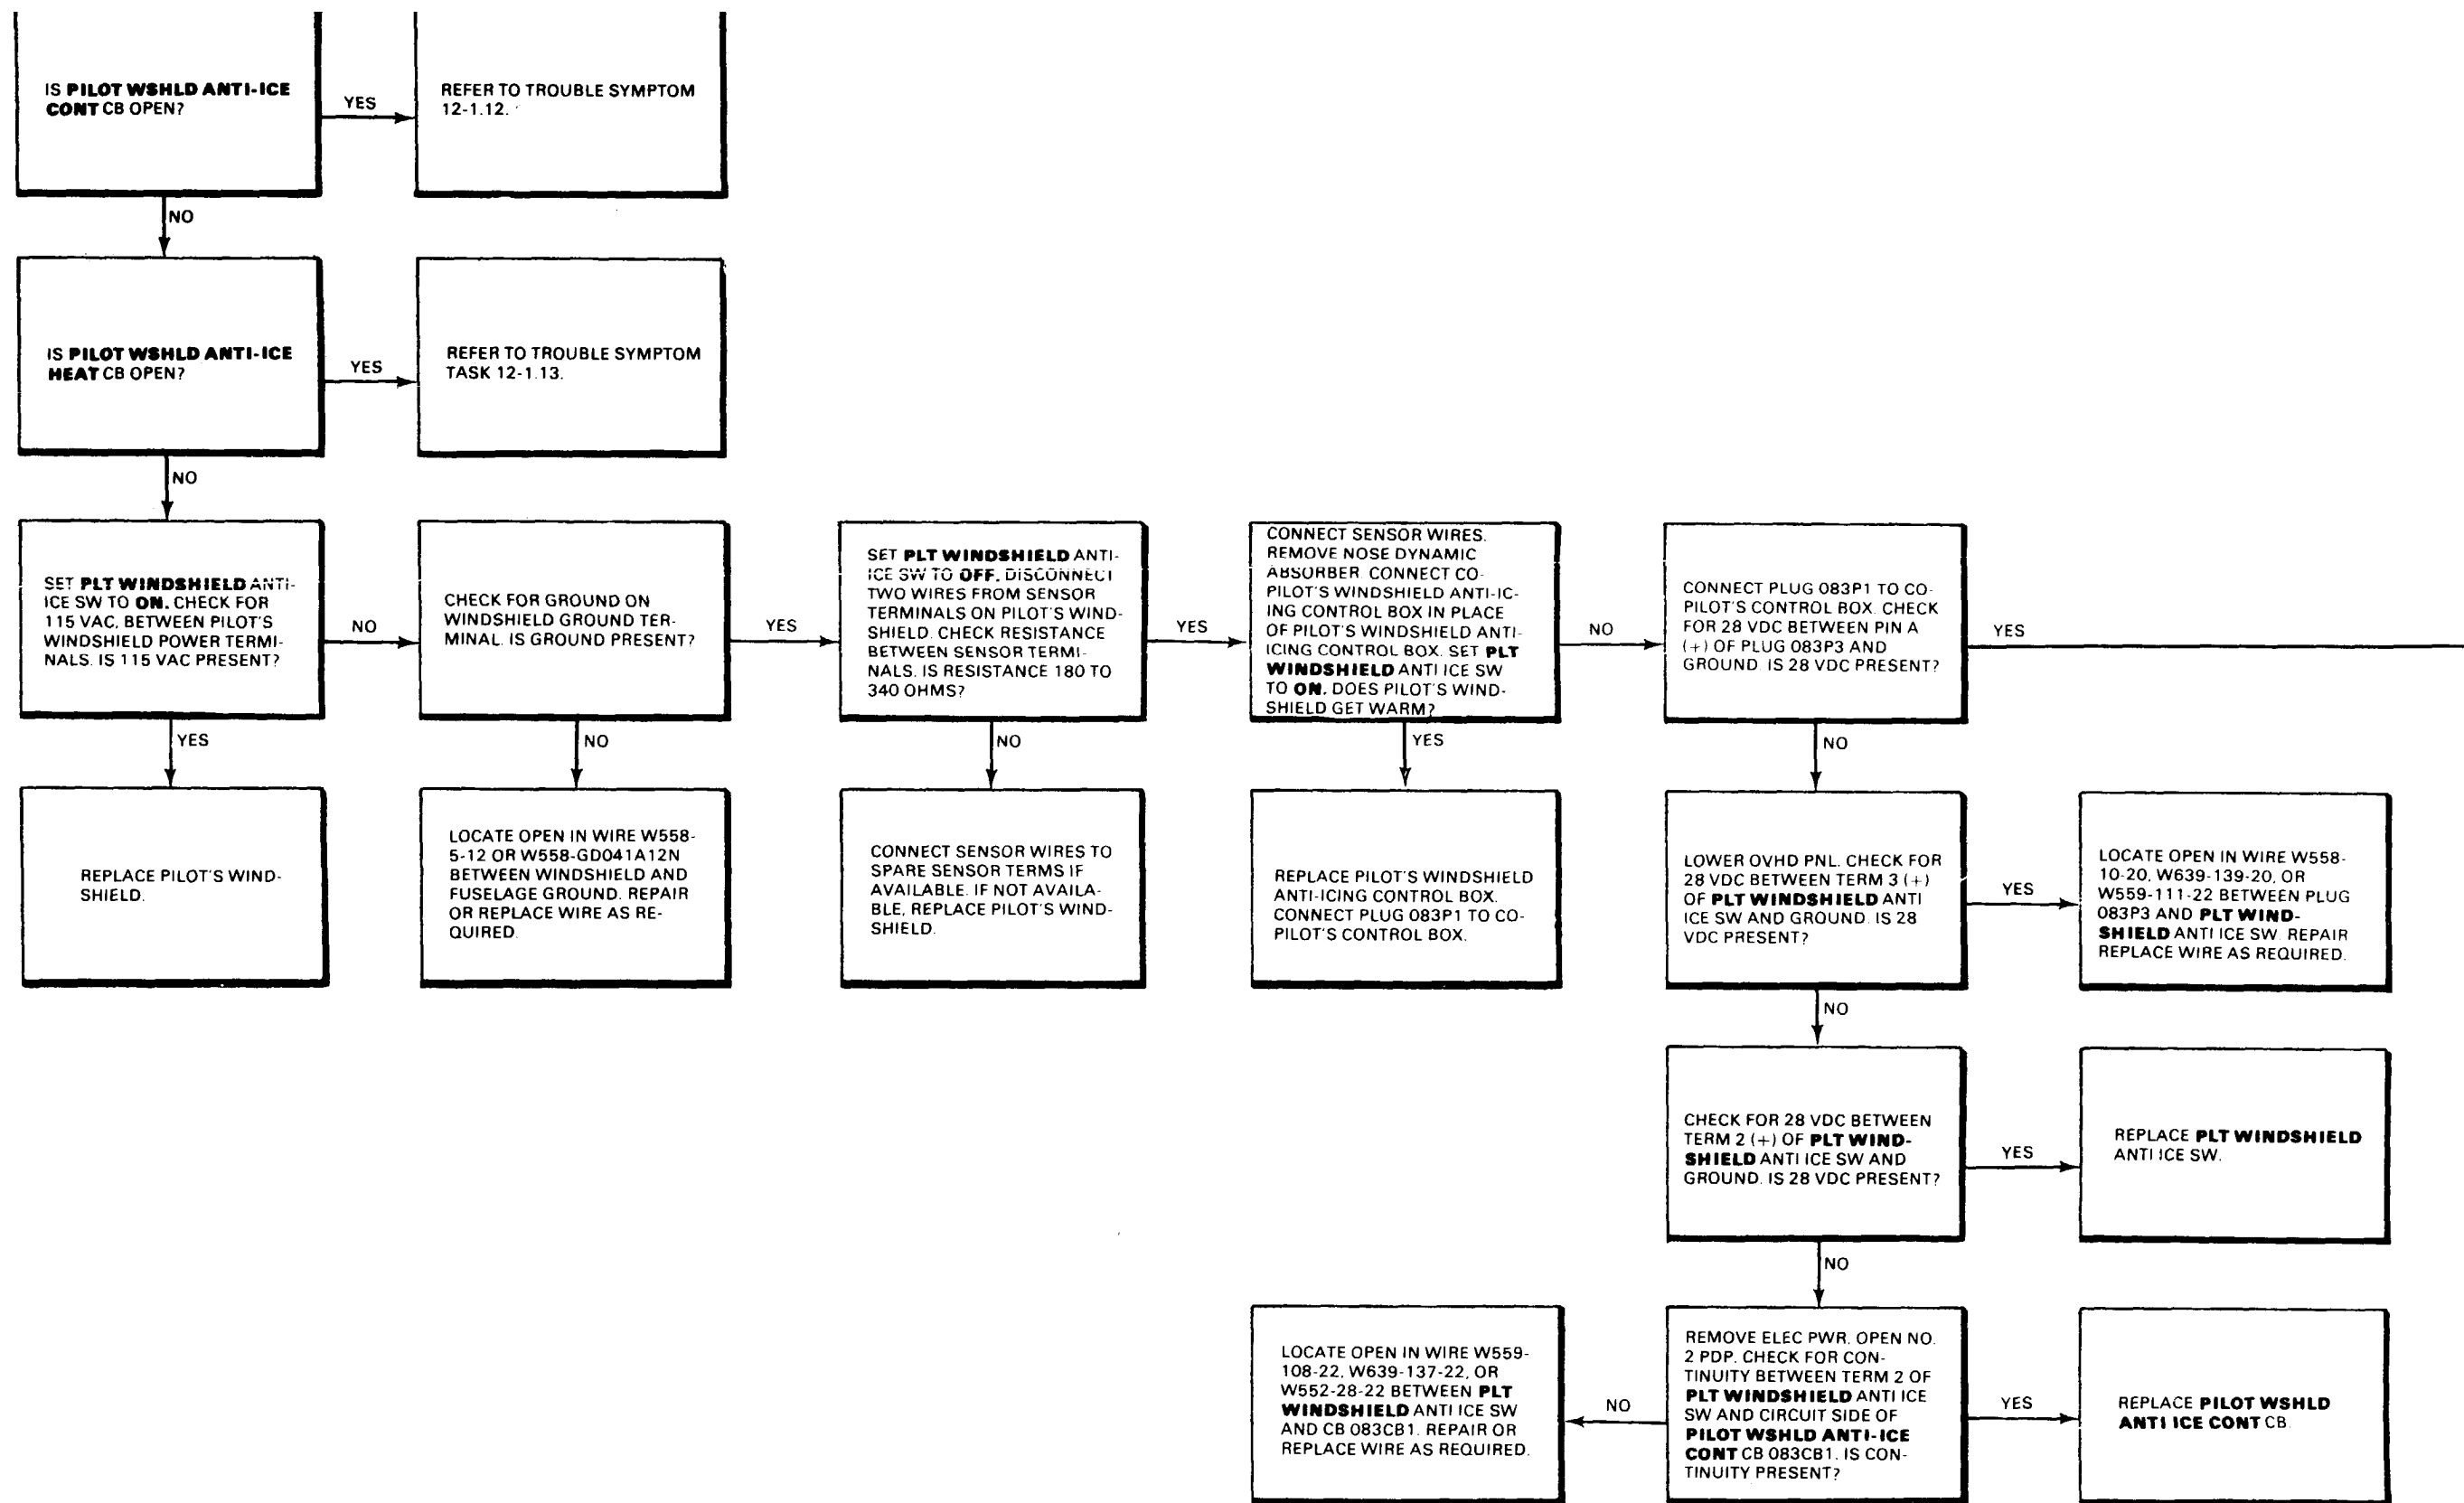 IS PILOT WSHLD ANTI-ICE
CONT CB OPEN?
YES
REFER TO TROUBLE SYMPTOM
12-1.12.
NO
IS PILOT WSHLD ANTI-ICE
HEAT CB OPEN?
YES
REFER TO TROUBLE SYMPTOM
TASK 12-1.13.
NO
SET PLT WINDSHIELD ANTI-
ICE SW TO ON. CHECK FOR
115 VAC, BETWEEN PILOT'S
WINDSHIELD POWER TERMI-
NALS. IS 115 VAC PRESENT?
NO
CHECK FOR GROUND ON
WINDSHIELD GROUND TER-
MINAL. IS GROUND PRESENT?
YES
SET PLT WINDSHIELD ANTI-
ICE SW TO OFF. DISCONNECT
TWO WIRES FROM SENSOR
TERMINALS ON PILOT'S WIND-
SHIELD. CHECK RESISTANCE
BETWEEN SENSOR TERMI-
NALS. IS RESISTANCE 180 TO
340 OHMS?
YES
CONNECT SENSOR WIRES.
REMOVE NOSE DYNAMIC
ABSORBER. CONNECT CO-
PILOT'S WINDSHIELD ANTI-IC-
ING CONTROL BOX IN PLACE
OF PILOT'S WINDSHIELD ANTI-
ICING CONTROL BOX. SET PLT
WINDSHIELD ANTI ICE SW
TO ON. DOES PILOT'S WIND-
SHIELD GET WARM?
NO
CONNECT PLUG 083P1 TO CO-
PILOT'S CONTROL BOX. CHECK
FOR 28 VDC BETWEEN PIN A
(+) OF PLUG 083P3 AND
GROUND. IS 28 VDC PRESENT?
YES
YES
NO
NO
YES
NO
REPLACE PILOT'S WIND-
SHIELD.
LOCATE OPEN IN WIRE W558-
5-12 OR W558-GD041A12N
BETWEEN WINDSHIELD AND
FUSELAGE GROUND. REPAIR
OR REPLACE WIRE AS RE-
QUIRED.
CONNECT SENSOR WIRES TO
SPARE SENSOR TERMS IF
AVAILABLE. IF NOT AVAILA-
BLE, REPLACE PILOT'S WIND-
SHIELD.
REPLACE PILOT'S WINDSHIELD
ANTI-ICING CONTROL BOX.
CONNECT PLUG 083P1 TO CO-
PILOT'S CONTROL BOX.
LOWER OVHD PNL. CHECK FOR
28 VDC BETWEEN TERM 3 (+)
OF PLT WINDSHIELD ANTI
ICE SW AND GROUND. IS 28
VDC PRESENT?
YES
LOCATE OPEN IN WIRE W558-
10-20, W639-139-20, OR
W559-111-22 BETWEEN PLUG
083P3 AND PLT WIND-
SHIELD ANTI ICE SW. REPAIR
REPLACE WIRE AS REQUIRED.
NO
CHECK FOR 28 VDC BETWEEN
TERM 2 (+) OF PLT WIND-
SHIELD ANTI ICE SW AND
GROUND. IS 28 VDC PRESENT?
YES
REPLACE PLT WINDSHIELD
ANTI ICE SW.
NO
LOCATE OPEN IN WIRE W559-
108-22, W639-137-22, OR
W552-28-22 BETWEEN PLT
WINDSHIELD ANTI ICE SW
AND CB 083CB1. REPAIR OR
REPLACE WIRE AS REQUIRED.
NO
REMOVE ELEC PWR. OPEN NO.
2 PDP. CHECK FOR CON-
TINUITY BETWEEN TERM 2 OF
PLT WINDSHIELD ANTI ICE
SW AND CIRCUIT SIDE OF
PILOT WSHLD ANTI-ICE
CONT CB 083CB1. IS CON-
TINUITY PRESENT?
YES
REPLACE PILOT WSHLD
ANTI ICE CONT CB.